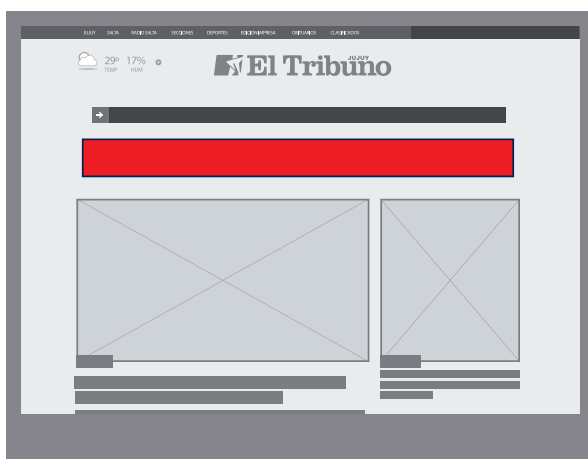 JUJUY SALTA RADIO SALTA SECCIONES DEPORTES EDICIÓN IMPRESA OBITUARIOS CLASIFICADOS
29º 17%
TEMP HUM
JUJUY
El Tribuno